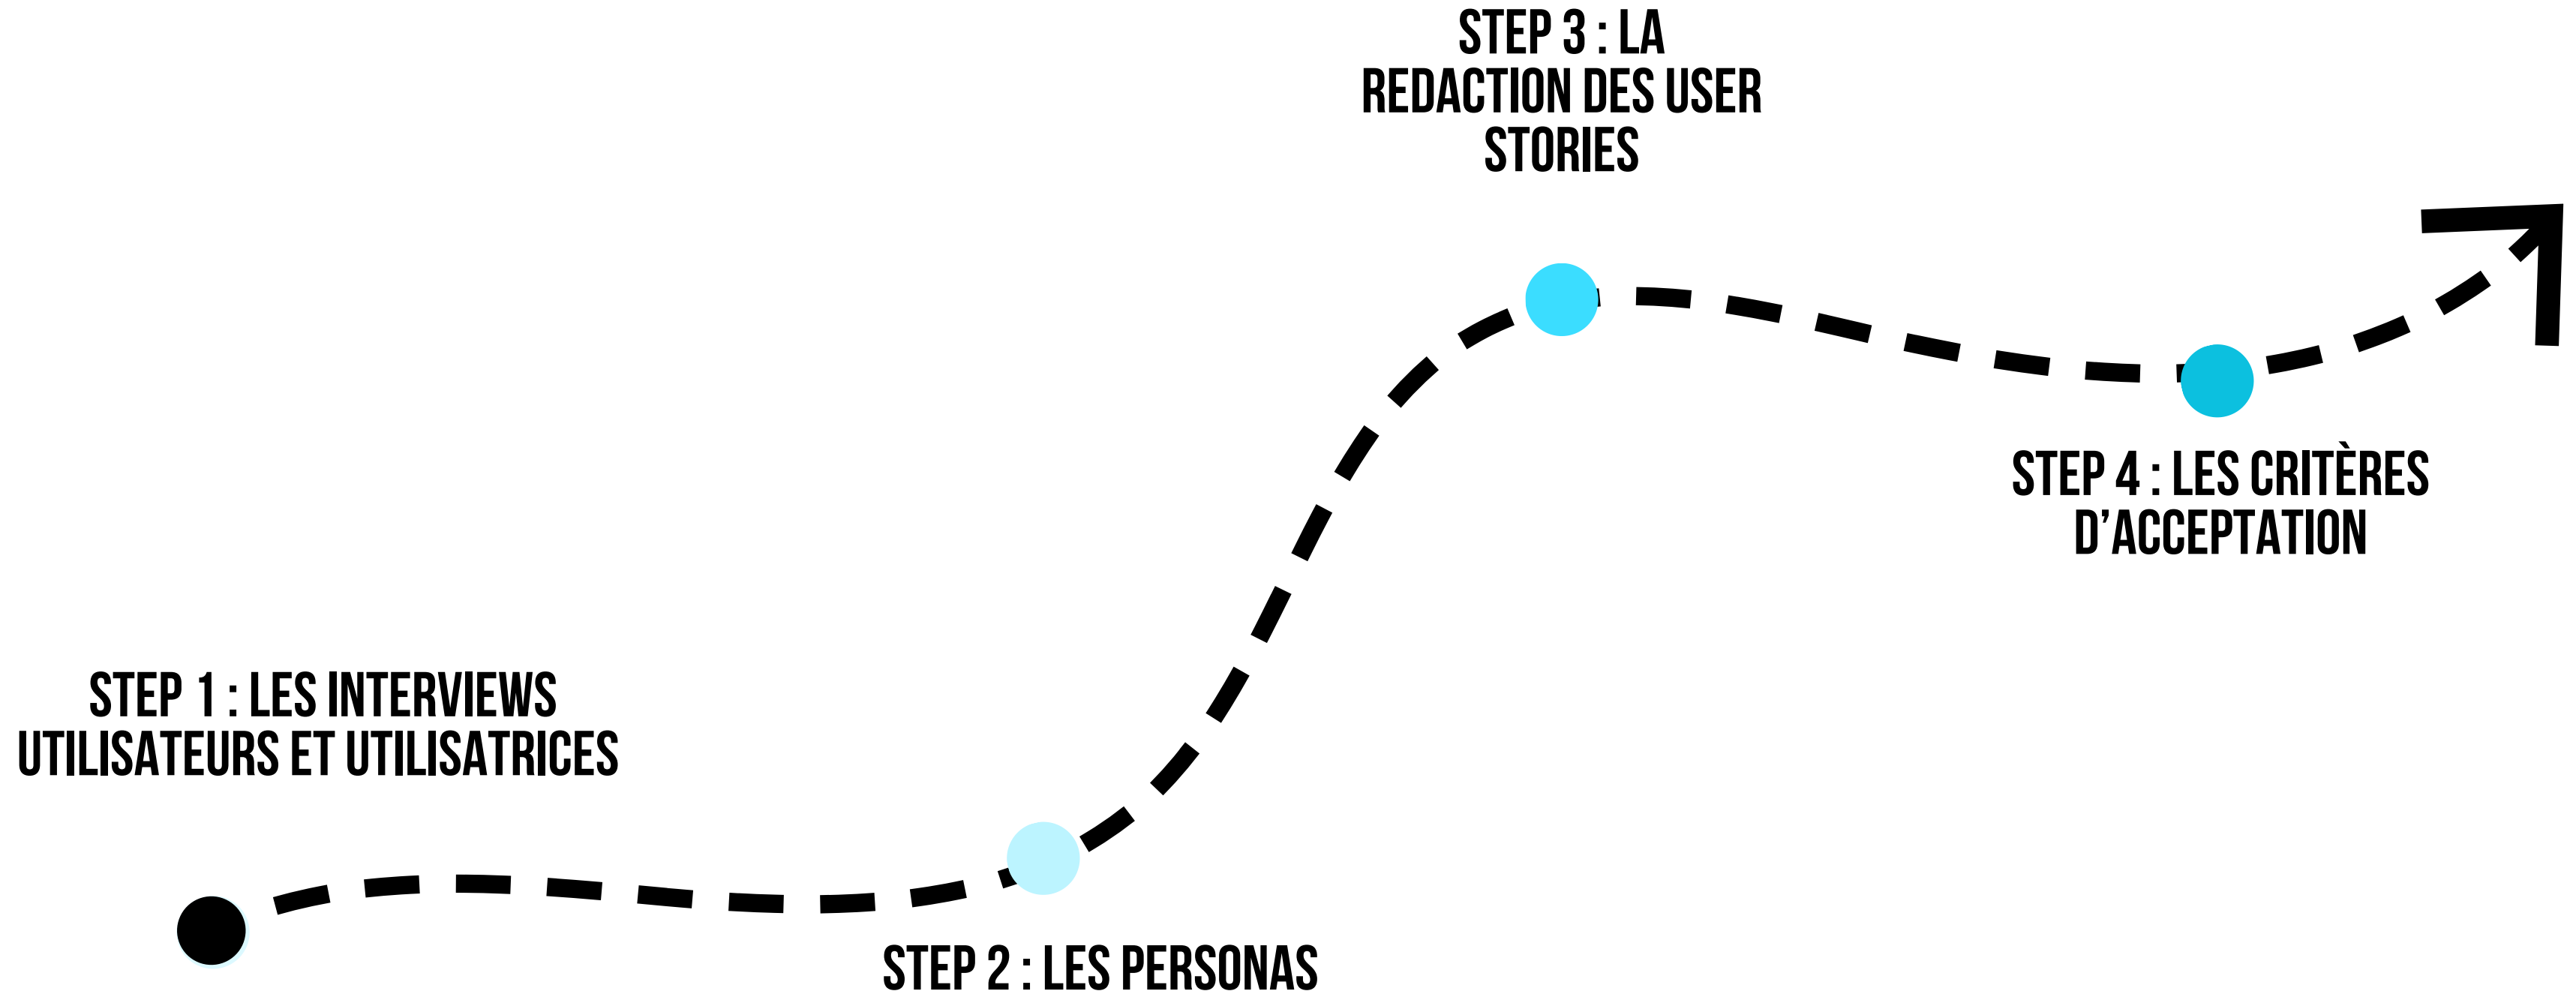 STEP 1 : LES INTERVIEWS
UTILISATEURS ET UTILISATRICES
STEP 2 : LES PERSONAS
STEP 3 : LA
REDACTION DES USER
STORIES
STEP 4 : LES CRITÈRES
D’ACCEPTATION